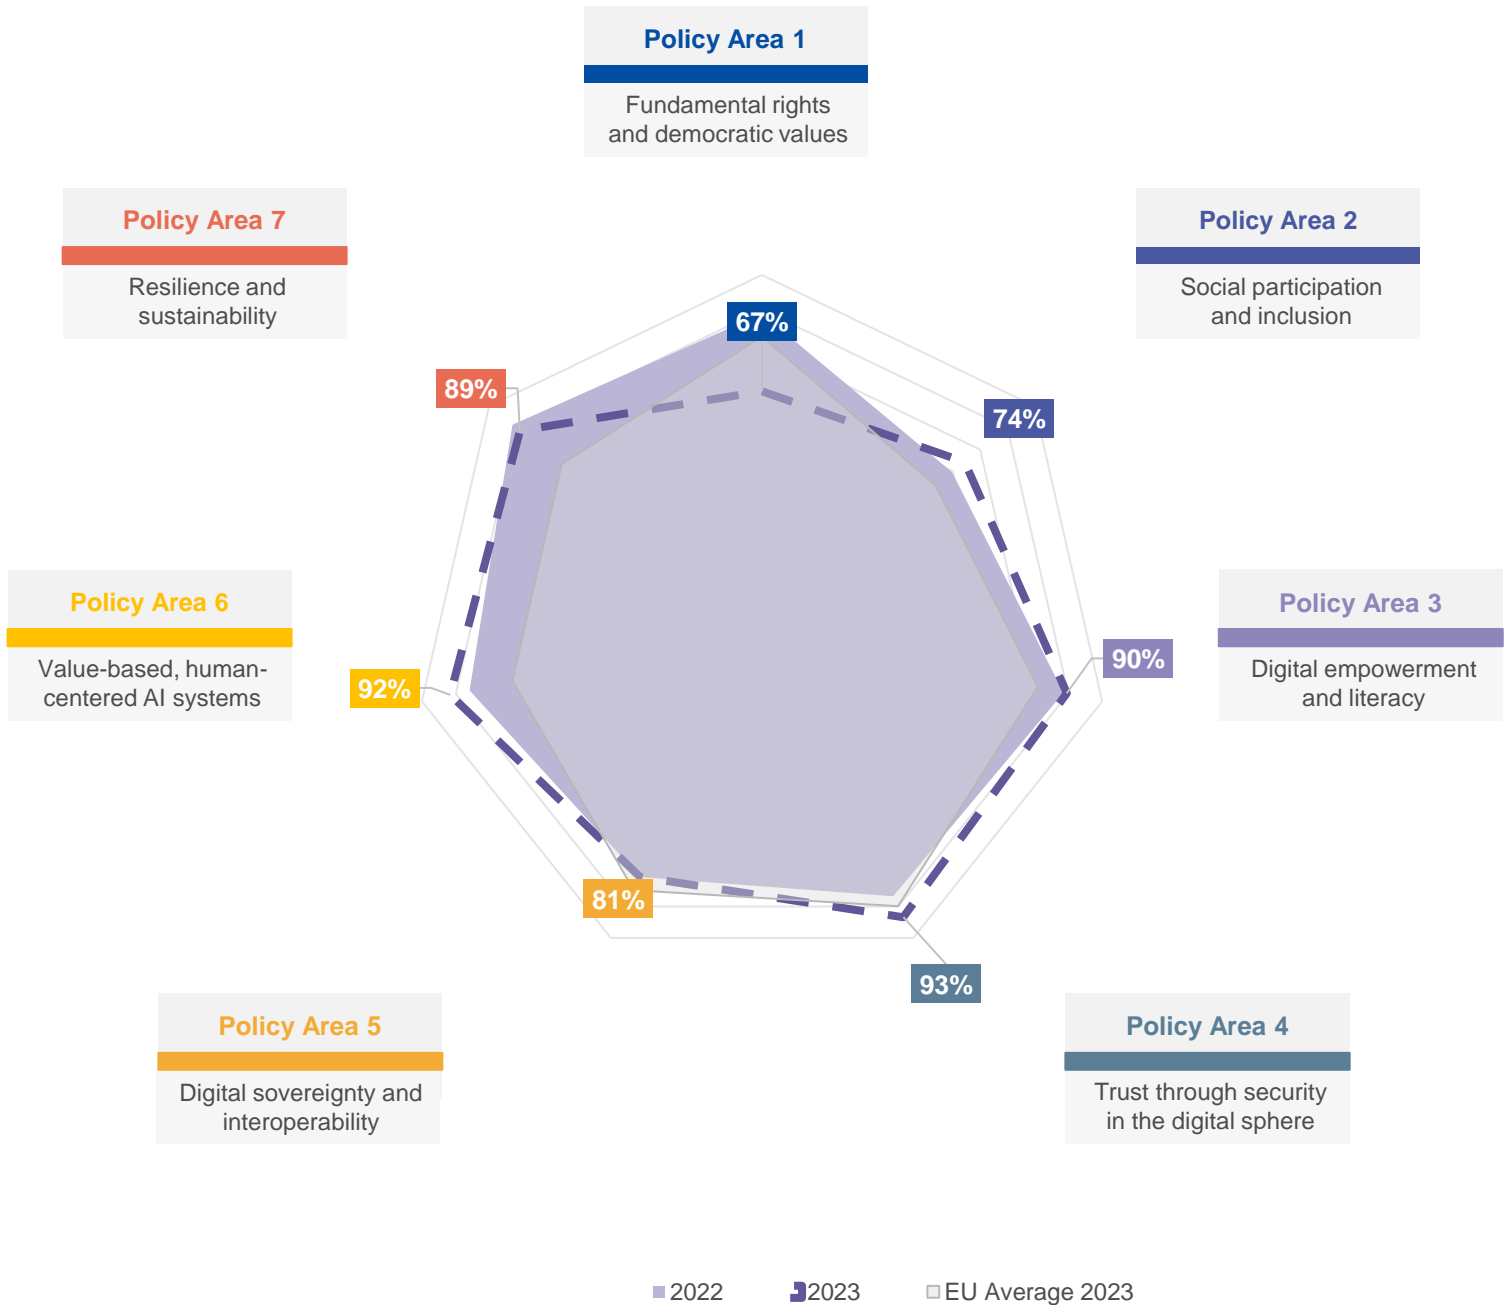 Policy Area 1
Fundamental rights
and democratic values
Policy Area 7
Resilience and
sustainability
Policy Area 2
Social participation
and inclusion
67%
89%
74%
Policy Area 6
Value-based, human-
centered AI systems
92%
90%
Policy Area 3
Digital empowerment
and literacy
81%
93%
Policy Area 5
Digital sovereignty and
interoperability
Policy Area 4
Trust through security
in the digital sphere
2022
2023
EU Average 2023